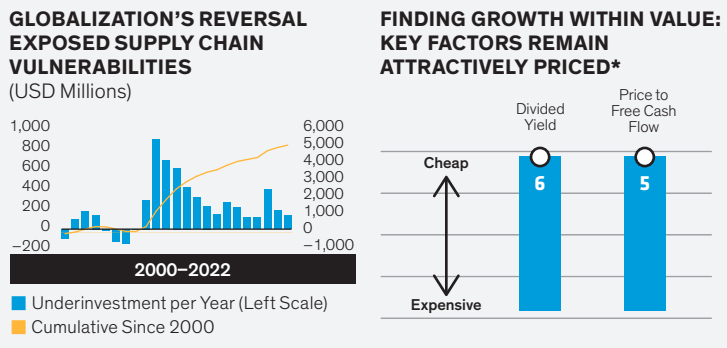 GLOBALIZATION’S REVERSAL
EXPOSED SUPPLY CHAIN
VULNERABILITIES
(USD Millions)
1,000
800
600
400
200
0
–200
6,000
5,000
4,000
3,000
2,000
1,000
0
–1,000
2000–2022
Underinvestment per Year (Left Scale)
Cumulative Since 2000
FINDING GROWTH WITHIN VALUE:
KEY FACTORS REMAIN
ATTRACTIVELY PRICED*
Divided
Yield
Price to
Free Cash
Flow
Cheap
6
5
Expensive